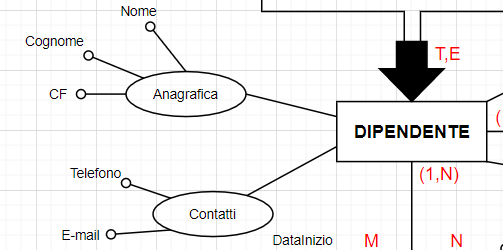 Nome
Cognome
T,E
CF
Anagrafica
(
DIPENDENTE
Telefono
(1,N)
Contatti
E-mail
DataInizio
M
N